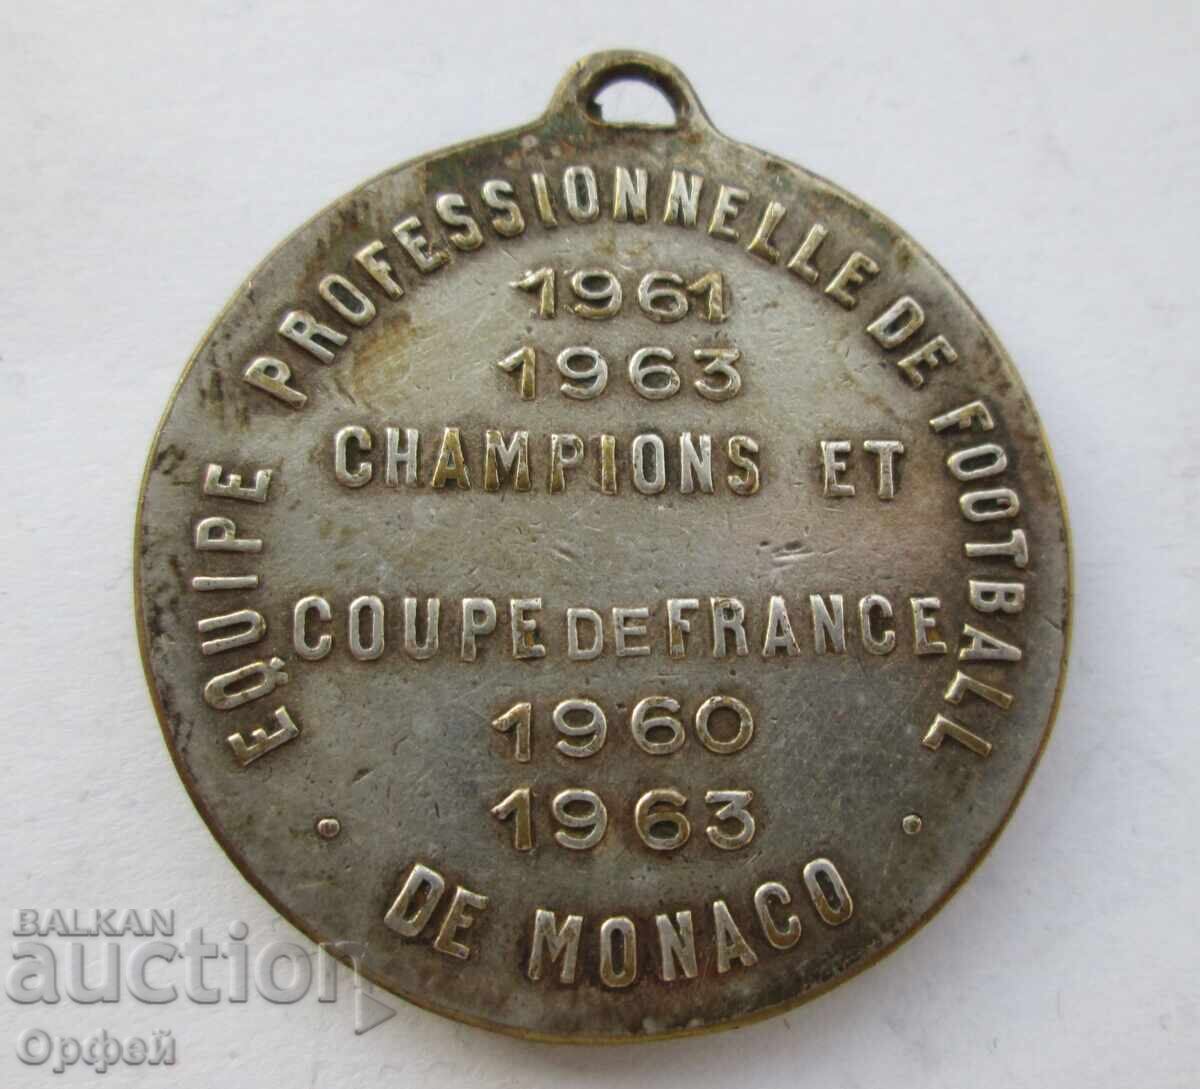 EQUIPE PROFESSIONNELLE DE FOOTBALL
1961
1963
CHAMPIONS ET
COUPE DE FRANCE
1960
1963
DE MONACO
BALKAN
auction
Орфей